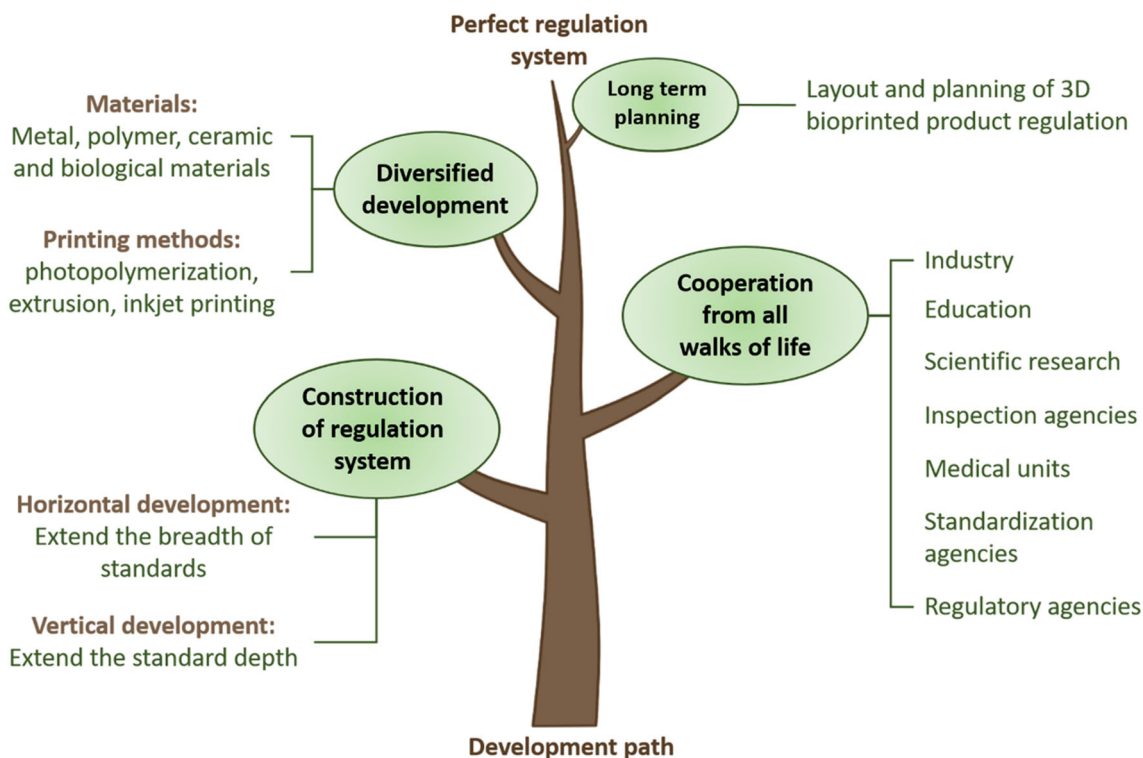 Perfect regulation
system
Long term
planning
Layout and planning of 3D
bioprinted product regulation
Materials:
Metal, polymer, ceramic
and biological materials
Printing methods:
photopolymerization,
extrusion, inkjet printing
Diversified
development
Cooperation
from all
walks of life
Industry
Education
Scientific research
Inspection agencies
Medical units
Standardization
agencies
Regulatory agencies
Construction
of regulation
system
Horizontal development:
Extend the breadth of
standards
Vertical development:
Extend the standard depth
Development path